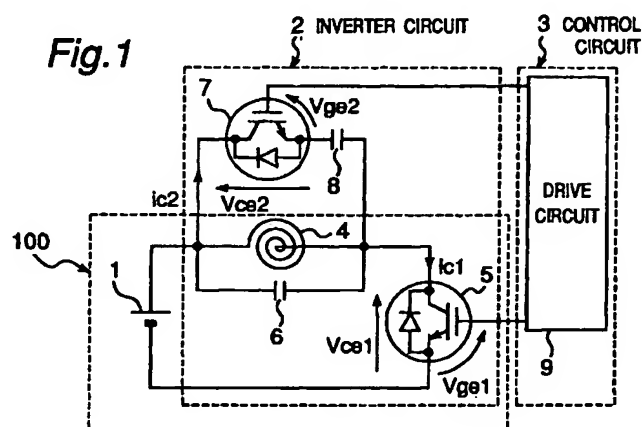 Fig.1
2 INVERTER CIRCUIT
3 CONTROL
CIRCUIT
7
Vge2
8
ic2
Vce2
DRIVE
CIRCUIT
100
4
ic1
5
1
6
Vce1
Vge1
9